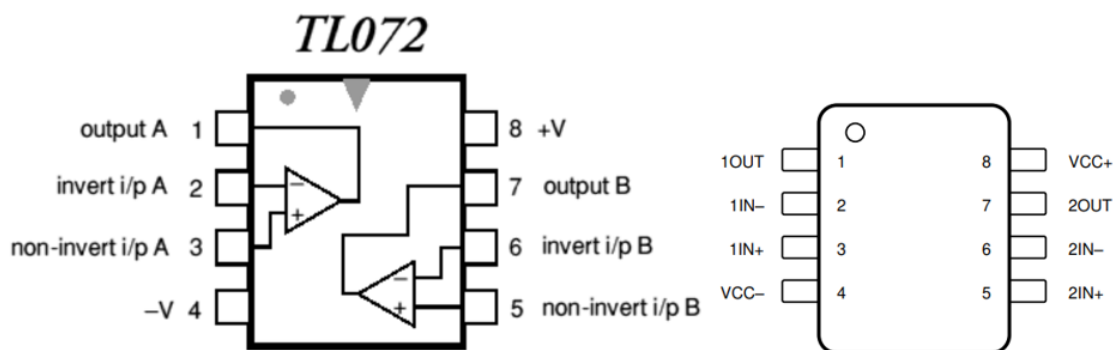 TL072
output A 1
invert i/p A 2
non-invert i/p A 3
–V 4
8 +V
7 output B
6 invert i/p B
5 non-invert i/p B
–
+
–
+
1OUT 1
1IN– 2
1IN+ 3
VCC– 4
8 VCC+
7 2OUT
6 2IN–
5 2IN+